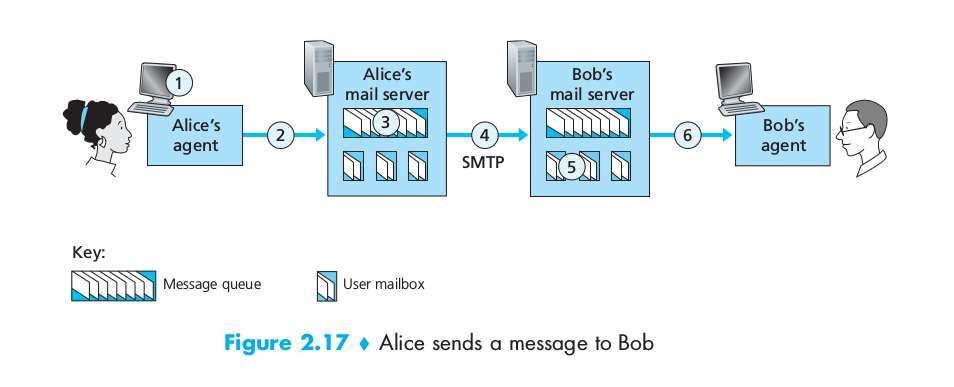 1
Alice's
agent
2
Alice's
mail server
3
4
SMTP
Bob's
mail server
5
6
Bob's
agent
Key:
Message queue
User mailbox
Figure 2.17 ♦ Alice sends a message to Bob